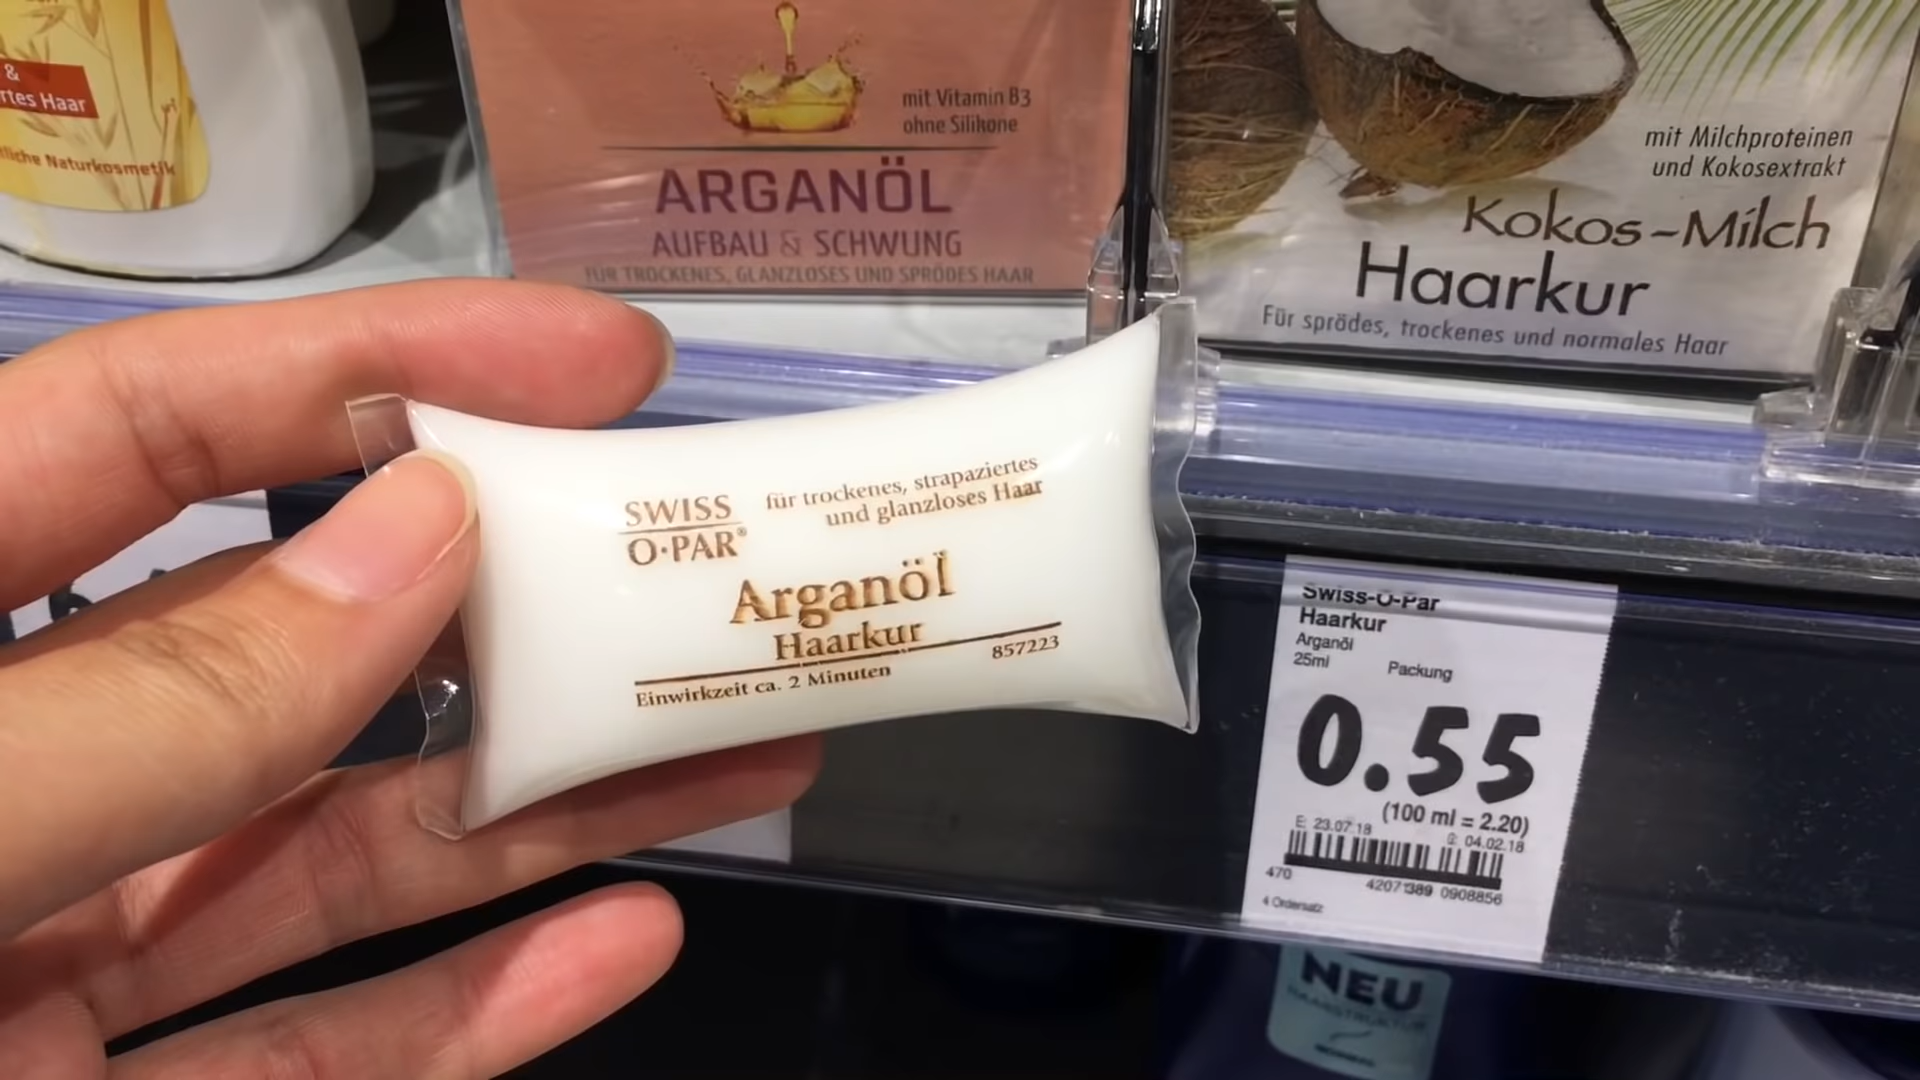 &
rtes Haar
tliche Naturkosmetik
mit Vitamin B3
ohne Silikone
ARGANÖL
AUFBAU & SCHWUNG
FÜR TROCKENES, GLANZLOSES UND SPRÖDES HAAR
mit Milchproteinen
und Kokosextrakt
Kokos-Milch
Haarkur
Für sprödes, trockenes und normales Haar
SWISS
O·PAR®
für trockenes, strapaziertes
und glanzloses Haar
Arganöl
Haarkur
857223
Einwirkzeit ca. 2 Minuten
Swiss-O-Par
Haarkur
Arganöl
25ml Packung
0.55
(100 ml = 2.20)
E: 23.07.18
04.02.18
470 42071389 0908856
4 Ordersatz
NEU
HAARSTRUKTUR